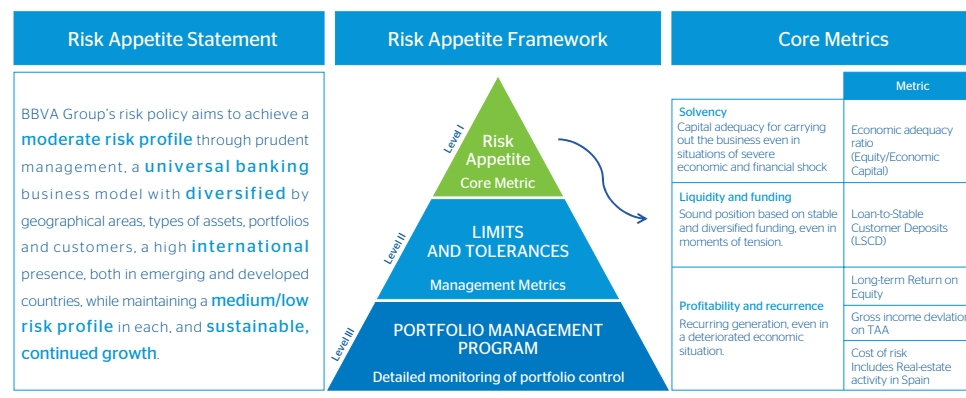 Risk Appetite Statement
BBVA Group's risk policy aims to achieve a
moderate risk profile through prudent
management, a universal banking
business model with diversified by
geographical areas, types of assets, portfolios
and customers, a high international
presence, both in emerging and developed
countries, while maintaining a medium/low
risk profile in each, and sustainable,
continued growth.
Risk Appetite Framework
Level I
Risk
Appetite
Core Metric
Level II
LIMITS
AND TOLERANCES
Management Metrics
Level III
PORTFOLIO MANAGEMENT
PROGRAM
Detailed monitoring of portfolio control
Core Metrics
Metric
Solvency
Capital adequacy for carrying
out the business even in
situations of severe
economic and financial shock
Economic adequacy
ratio
(Equity/Economic
Capital)
Liquidity and funding
Sound position based on stable
and diversified funding, even in
moments of tension.
Loan-to-Stable
Customer Deposits
(LSCD)
Profitability and recurrence
Recurring generation, even in
a deteriorated economic
situation.
Long-term Return on
Equity
Gross income deviation
on TAA
Cost of risk
Includes Real-estate
activity in Spain